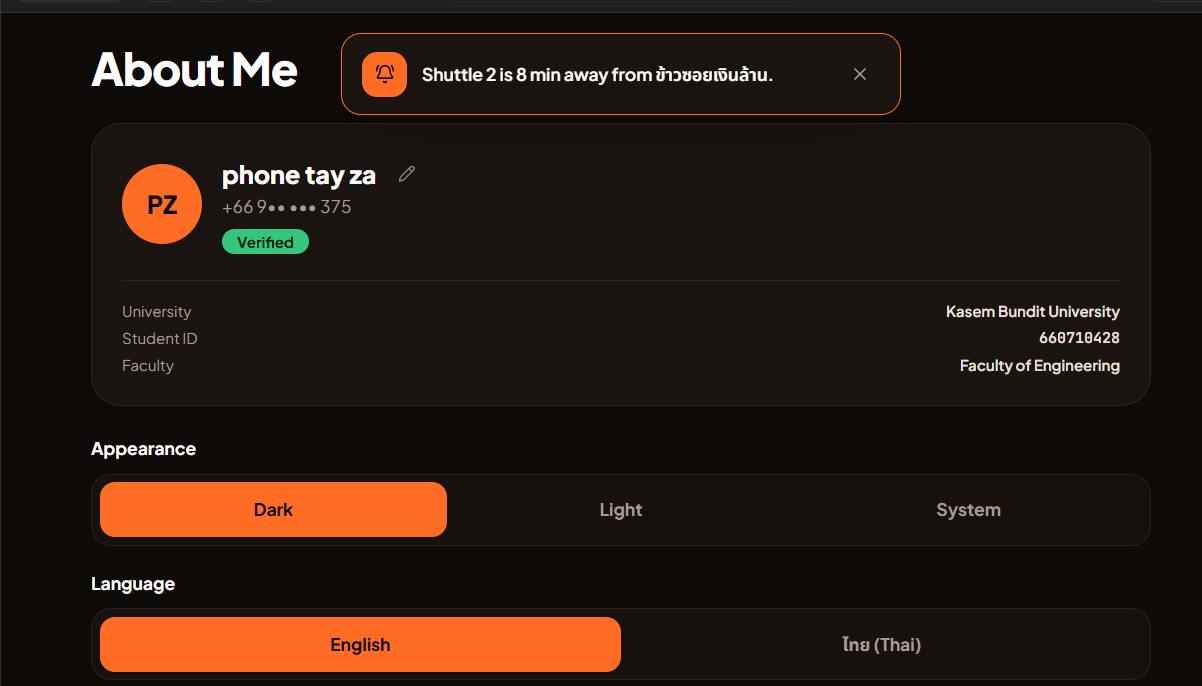 About Me
Shuttle 2 is 8 min away from ข้าวซอยเงินล้าน.
PZ
phone tay za
+66 9•• ••• 375
Verified
University Kasem Bundit University
Student ID 660710428
Faculty Faculty of Engineering
Appearance
Dark Light System
Language
English ไทย (Thai)